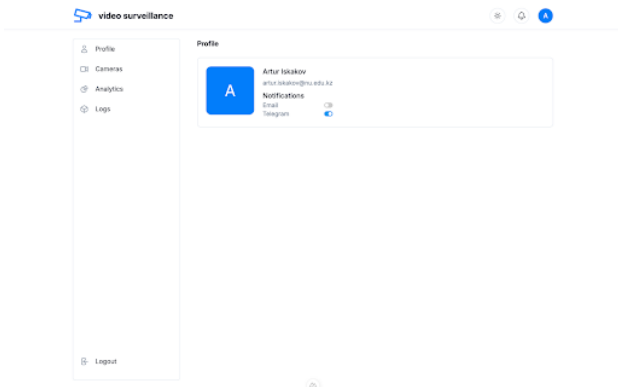 video surveillance
A
Profile
Cameras
Analytics
Logs
Logout
Profile
A
Artur Iskakov
artur.iskakov@nu.edu.kz
Notifications
Email
Telegram